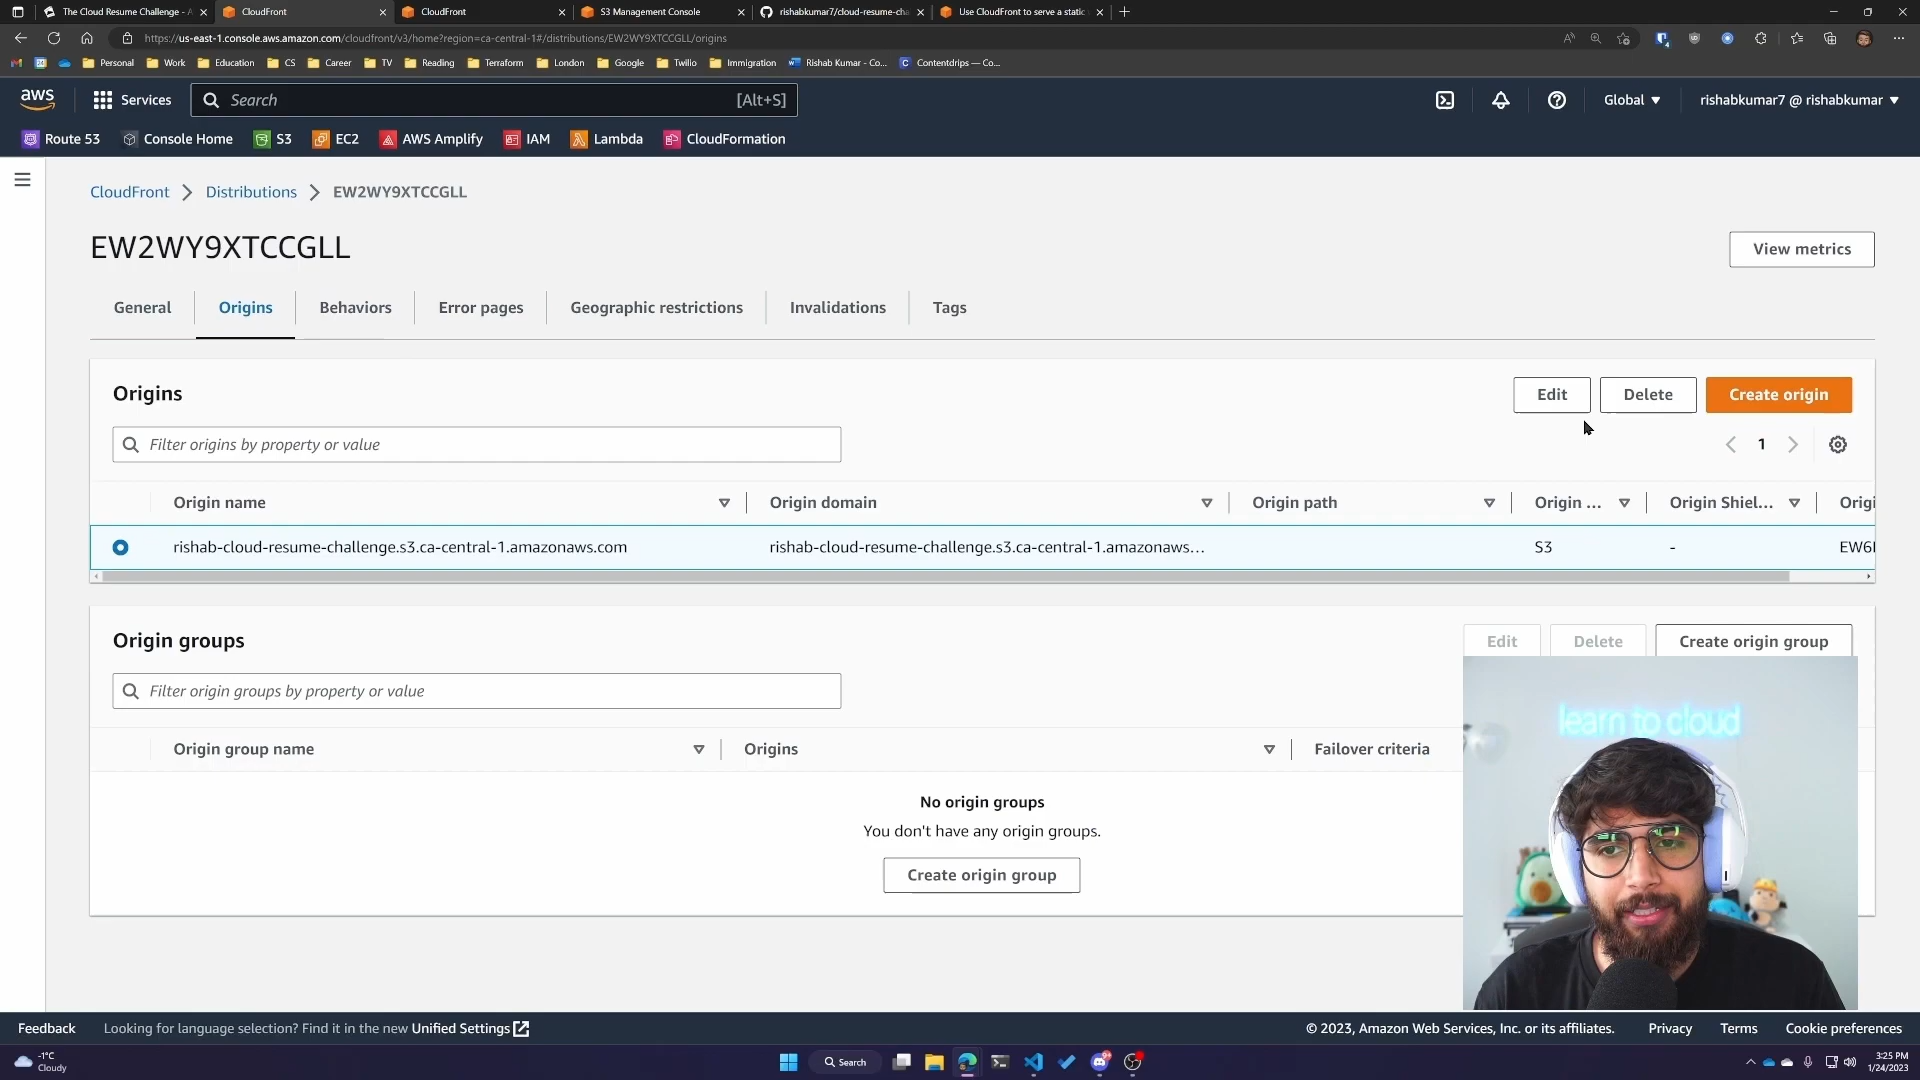 The Cloud Resume Challenge - A
CloudFront
CloudFront
S3 Management Console
rishabkumar7/cloud-resume-cha
Use CloudFront to serve a static
https://us-east-1.console.aws.amazon.com/cloudfront/v3/home?region=ca-central-1#/distributions/EW2WY9XTCCGLL/origins
Personal
Work
Education
CS
Career
TV
Reading
Terraform
London
Google
Twilio
Immigration
Rishab Kumar - Co...
Contentdrips — Co...
aws
Services
Search
[Alt+S]
Global
rishabkumar7 @ rishabkumar
Route 53
Console Home
S3
EC2
AWS Amplify
IAM
Lambda
CloudFormation
CloudFront
Distributions
EW2WY9XTCCGLL
EW2WY9XTCCGLL
View metrics
General
Origins
Behaviors
Error pages
Geographic restrictions
Invalidations
Tags
Origins
Edit
Delete
Create origin
Filter origins by property or value
1
Origin name
Origin domain
Origin path
Origin ...
Origin Shiel...
Origi
rishab-cloud-resume-challenge.s3.ca-central-1.amazonaws.com
rishab-cloud-resume-challenge.s3.ca-central-1.amazonaws...
S3
-
EW6I
Origin groups
Edit
Delete
Create origin group
Filter origin groups by property or value
Origin group name
Origins
Failover criteria
No origin groups
You don't have any origin groups.
Create origin group
learn to cloud
Feedback
Looking for language selection? Find it in the new Unified Settings
© 2023, Amazon Web Services, Inc. or its affiliates.
Privacy
Terms
Cookie preferences
-1°C
Cloudy
Search
3:25 PM
1/24/2023